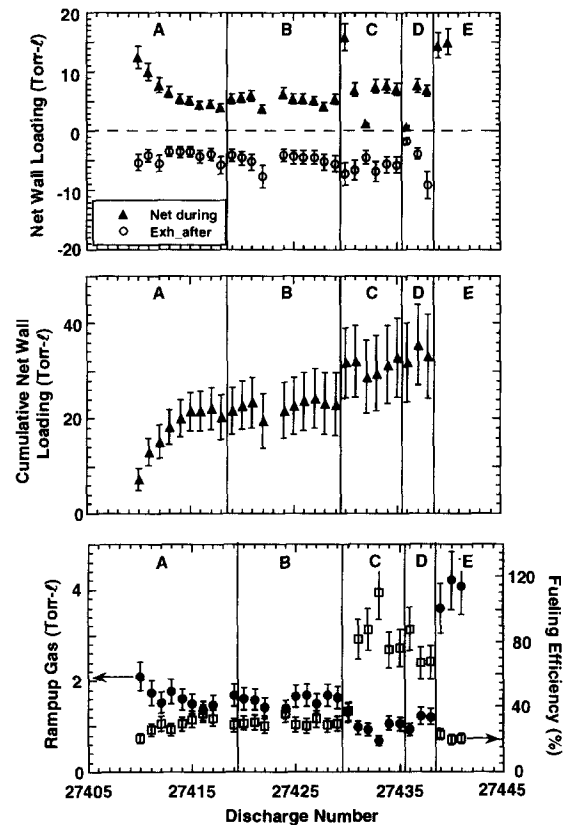 A B C D E
20
10
0
-10
-20
Net Wall Loading (Torr-ℓ)
Net during
Exh_after
A B C D E
40
20
0
Cumulative Net Wall
Loading (Torr-ℓ)
A B C D E
4
2
0
Rampup Gas (Torr-ℓ)
120
80
40
0
Fueling Efficiency (%)
27405 27415 27425 27435 27445
Discharge Number